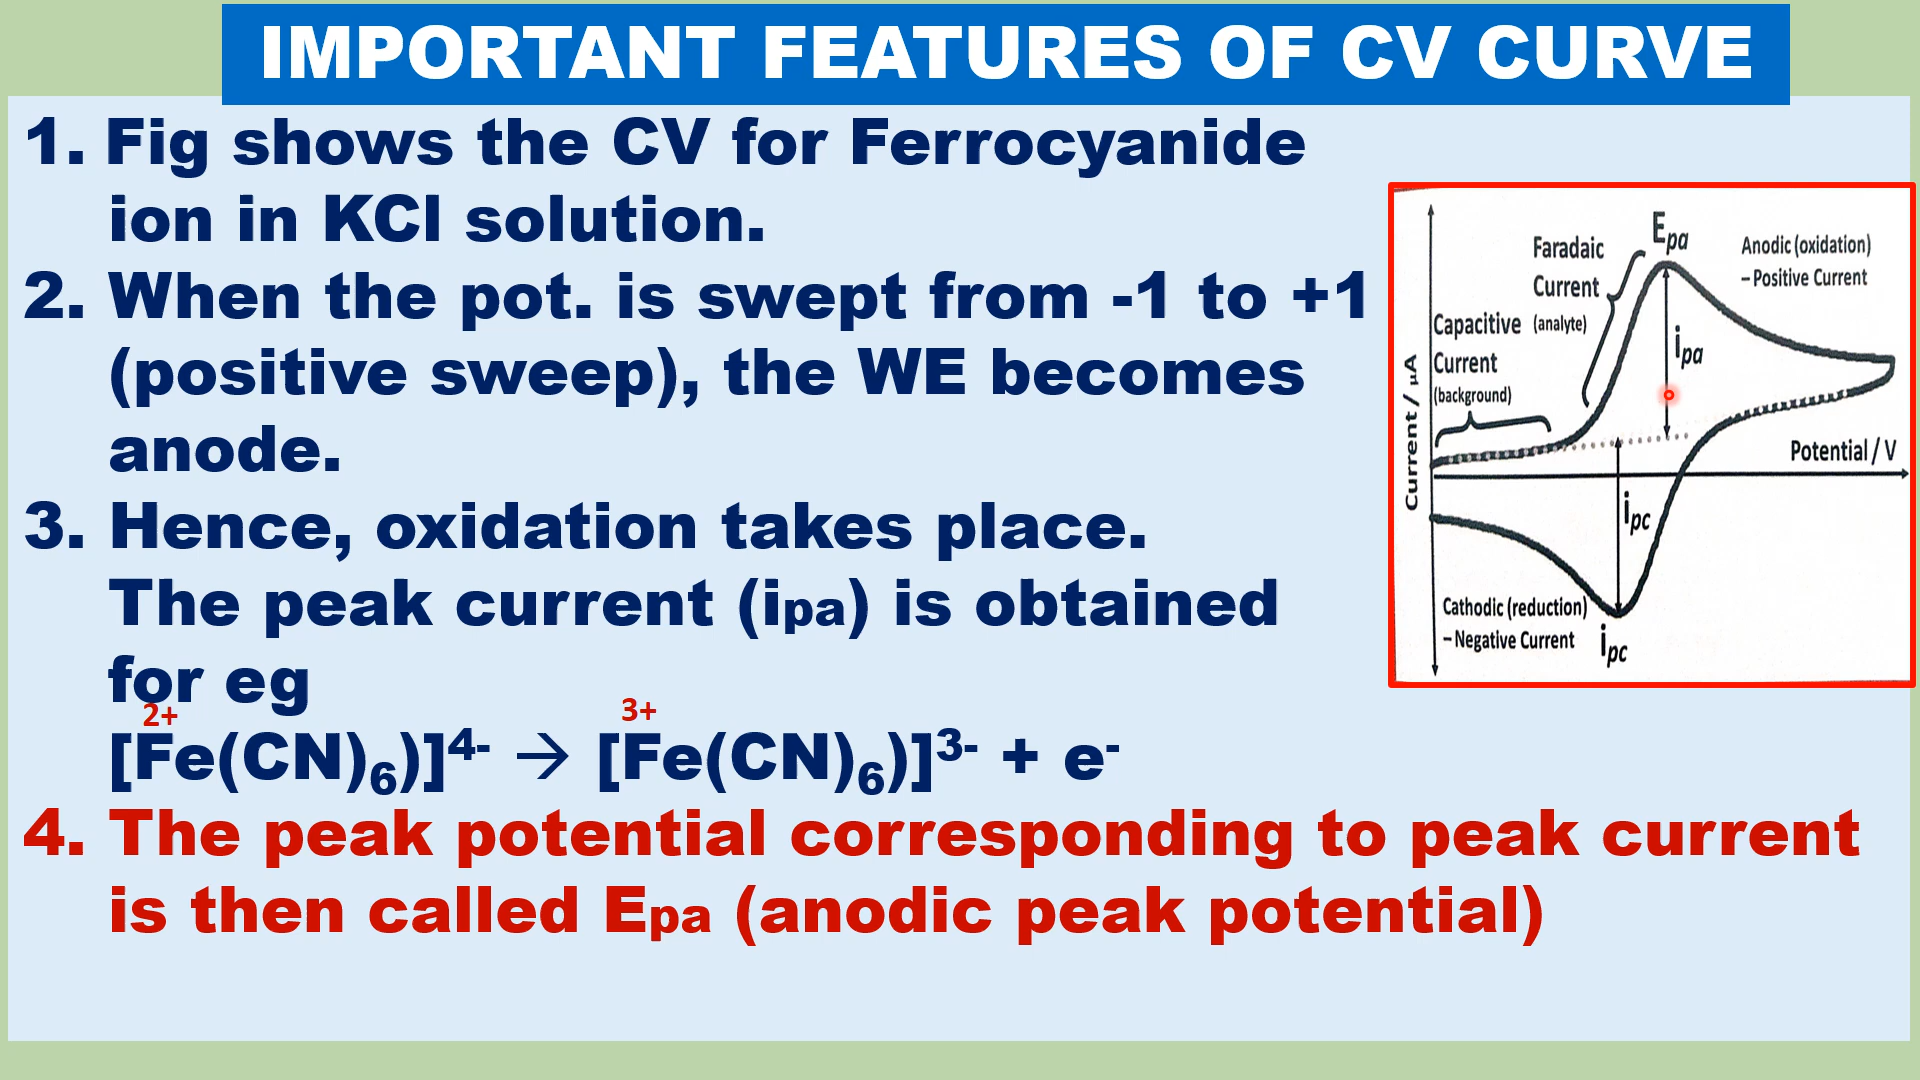 IMPORTANT FEATURES OF CV CURVE
1. Fig shows the CV for Ferrocyanide
ion in KCl solution.
2. When the pot. is swept from -1 to +1
(positive sweep), the WE becomes
anode.
3. Hence, oxidation takes place.
The peak current (ipa) is obtained
for eg
2+ 3+
[Fe(CN)₆)]⁴⁻ → [Fe(CN)₆)]³⁻ + e⁻
4. The peak potential corresponding to peak current
is then called Epa (anodic peak potential)
Epa
Faradaic
Current
(analyte)
Anodic (oxidation)
– Positive Current
Capacitive
Current
(background)
ipa
Current / µA
Potential / V
ipc
Cathodic (reduction)
– Negative Current
ipc